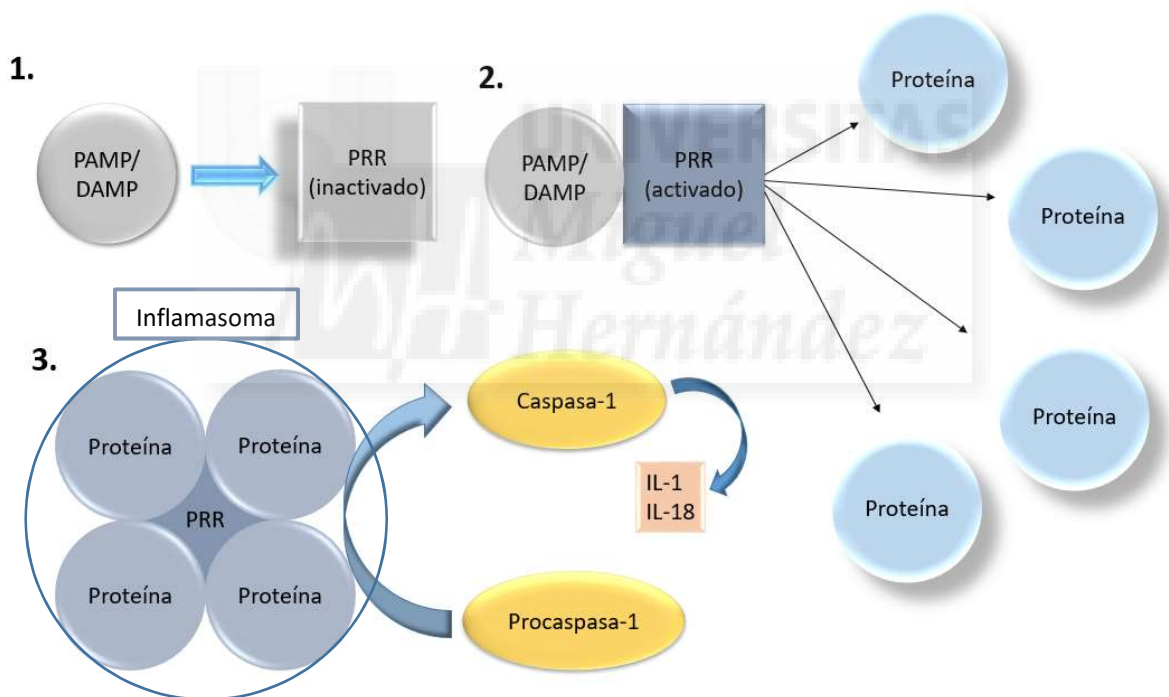 1.
PAMP/
DAMP
PRR
(inactivado)
2.
PAMP/
DAMP
PRR
(activado)
Proteína
Proteína
Proteína
Proteína
UNIVERSITAS
Miguel
Hernández
Inflamasoma
3.
Proteína
Proteína
PRR
Proteína
Proteína
Caspasa-1
IL-1
IL-18
Procaspasa-1